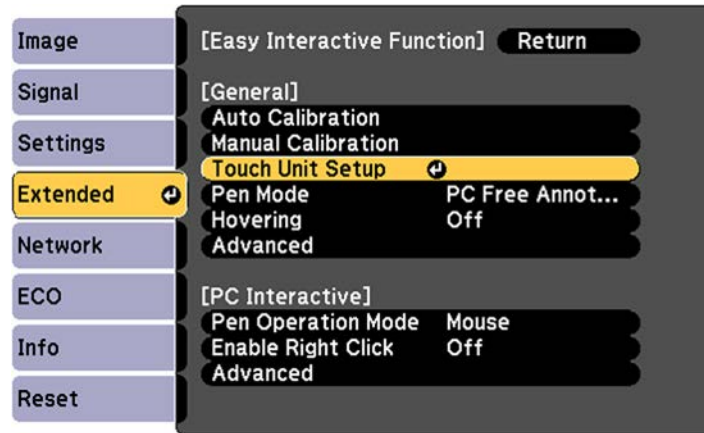 Image
Signal
Settings
Extended
Network
ECO
Info
Reset
[Easy Interactive Function] Return
[General]
Auto Calibration
Manual Calibration
Touch Unit Setup
Pen Mode PC Free Annot...
Hovering Off
Advanced
[PC Interactive]
Pen Operation Mode Mouse
Enable Right Click Off
Advanced